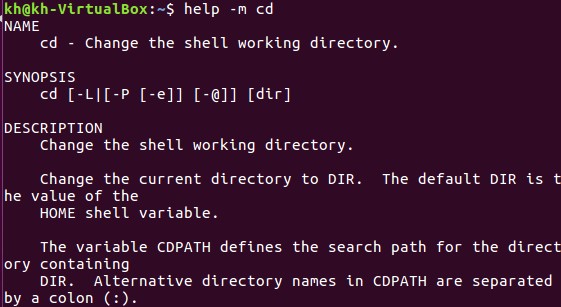 kh@kh-VirtualBox:~$ help -m cd
NAME
    cd - Change the shell working directory.

SYNOPSIS
    cd [-L|[-P [-e]] [-@]] [dir]

DESCRIPTION
    Change the shell working directory.

    Change the current directory to DIR.  The default DIR is t
he value of the
    HOME shell variable.

    The variable CDPATH defines the search path for the direct
ory containing
    DIR.  Alternative directory names in CDPATH are separated
by a colon (:).